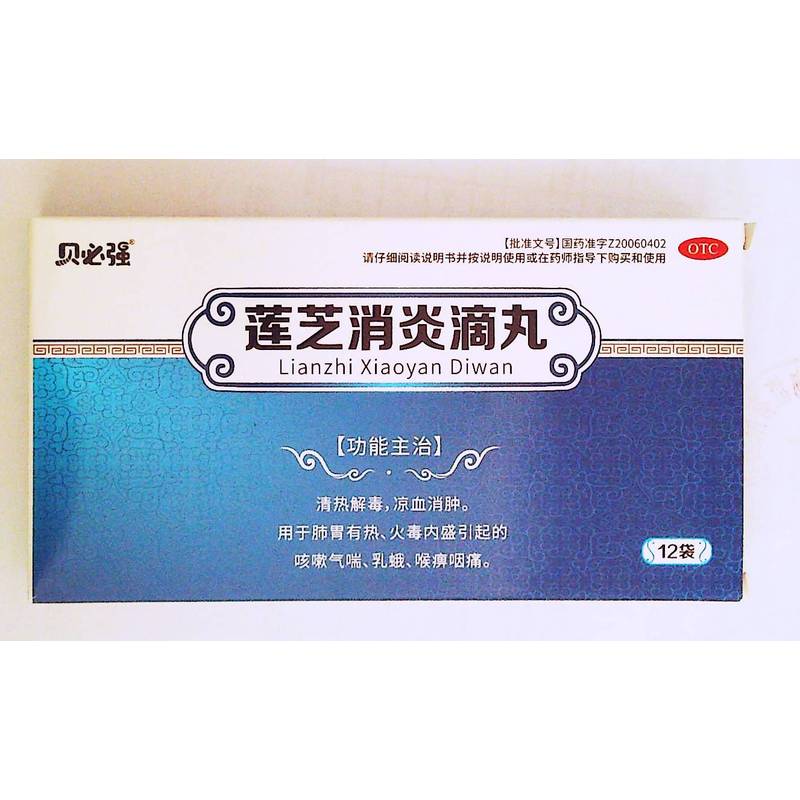 贝必强®
【批准文号】国药准字Z20060402
请仔细阅读说明书并按说明使用或在药师指导下购买和使用
OTC
莲芝消炎滴丸
Lianzhi Xiaoyan Diwan
【功能主治】
清热解毒,凉血消肿。
用于肺胃有热、火毒内盛引起的
咳嗽气喘、乳蛾、喉痹咽痛。
12袋